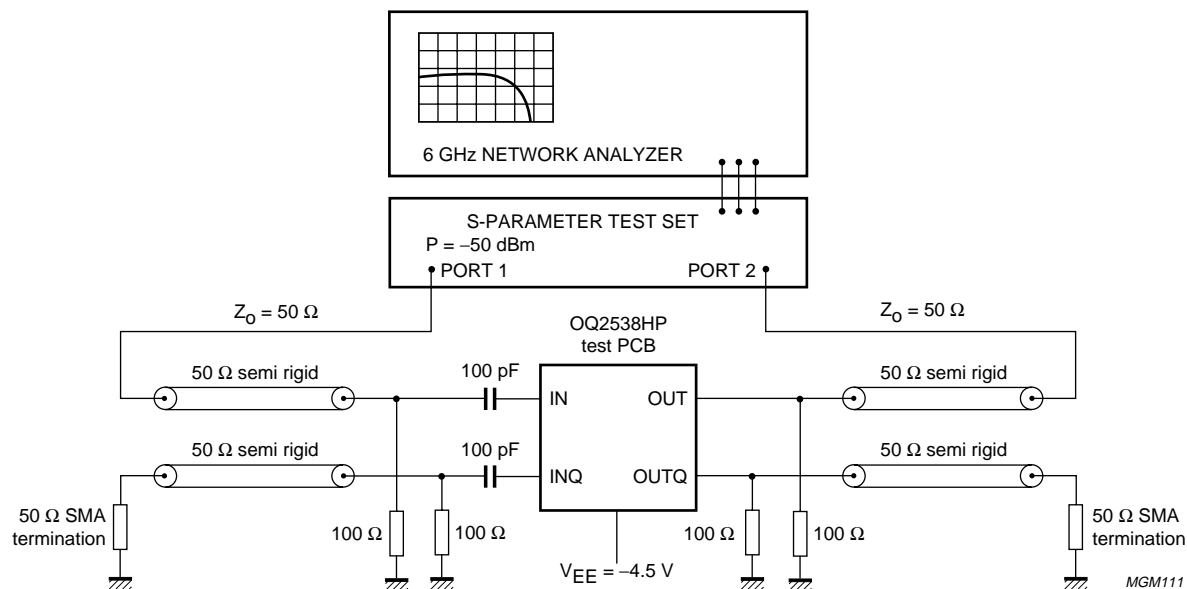 6 GHz NETWORK ANALYZER
S-PARAMETER TEST SET
P = −50 dBm
PORT 1
PORT 2
Zo = 50 Ω
Zo = 50 Ω
OQ2538HP
test PCB
50 Ω semi rigid
100 pF
IN
OUT
50 Ω semi rigid
50 Ω semi rigid
100 pF
INQ
OUTQ
50 Ω semi rigid
50 Ω SMA
termination
100 Ω
100 Ω
100 Ω
100 Ω
50 Ω SMA
termination
VEE = −4.5 V
MGM111